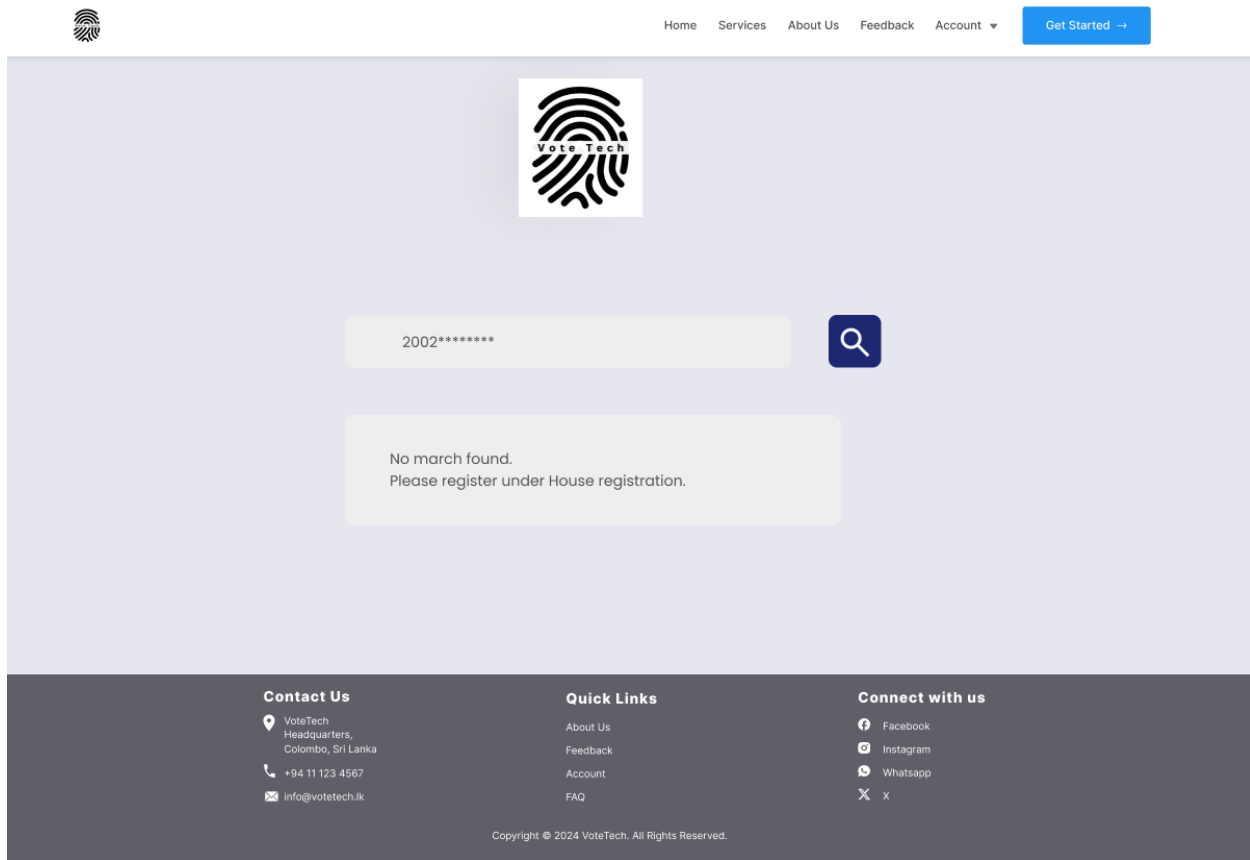 Home Services About Us Feedback Account Get Started →
Vote Tech
2002********
No march found.
Please register under House registration.
Contact Us
VoteTech
Headquarters,
Colombo, Sri Lanka
+94 11 123 4567
info@votetech.lk
Quick Links
About Us
Feedback
Account
FAQ
Connect with us
Facebook
Instagram
Whatsapp
X
Copyright © 2024 VoteTech. All Rights Reserved.